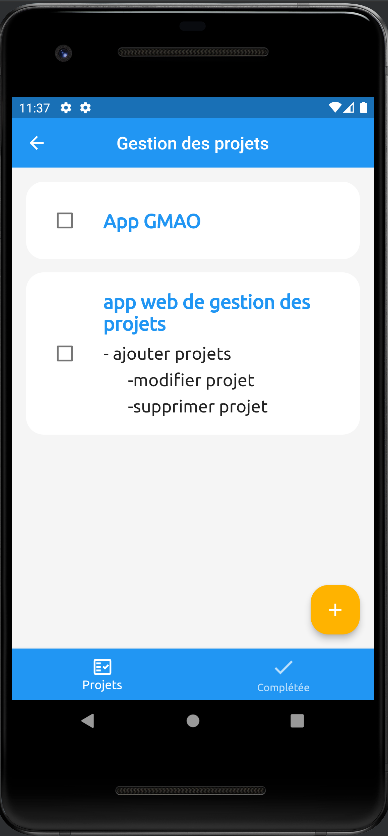 11:37
Gestion des projets
App GMAO
app web de gestion des
projets
- ajouter projets
-modifier projet
-supprimer projet
+
Projets
Complétée